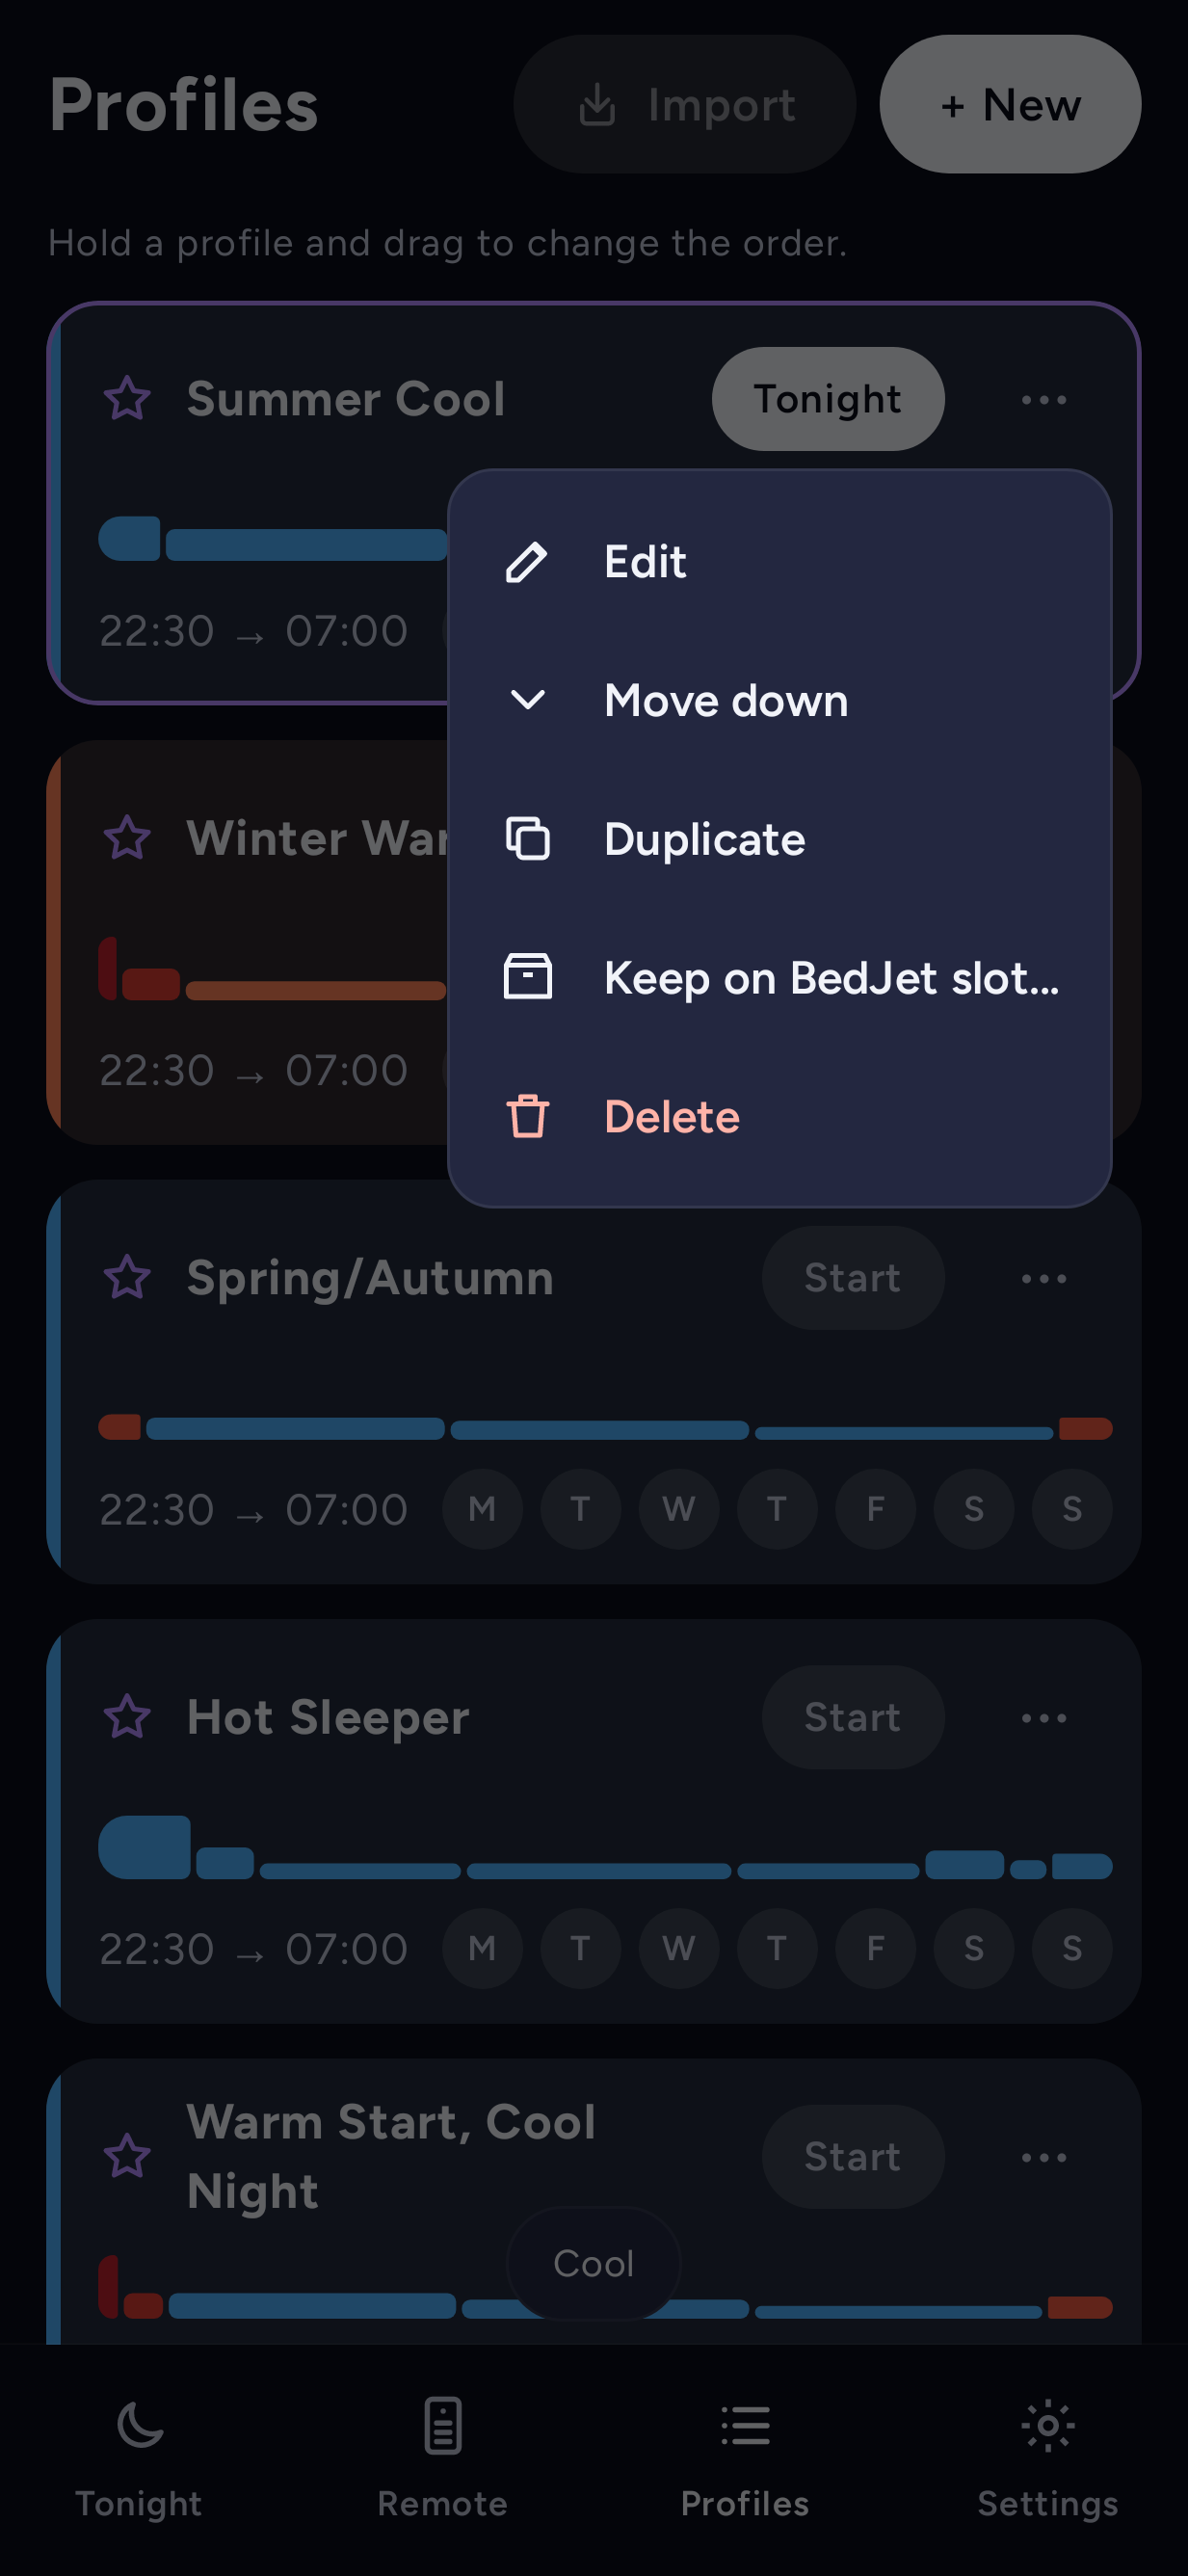 Profiles
Import
+ New
Hold a profile and drag to change the order.
Summer Cool
Tonight
Edit
22:30 → 07:00
Move down
Winter
Duplicate
Keep on BedJet slot...
22:30 → 07:00
Delete
Spring/Autumn
Start
22:30 → 07:00
M T W T F S S
Hot Sleeper
Start
22:30 → 07:00
M T W T F S S
Warm Start, Cool
Night
Start
Cool
Tonight
Remote
Profiles
Settings